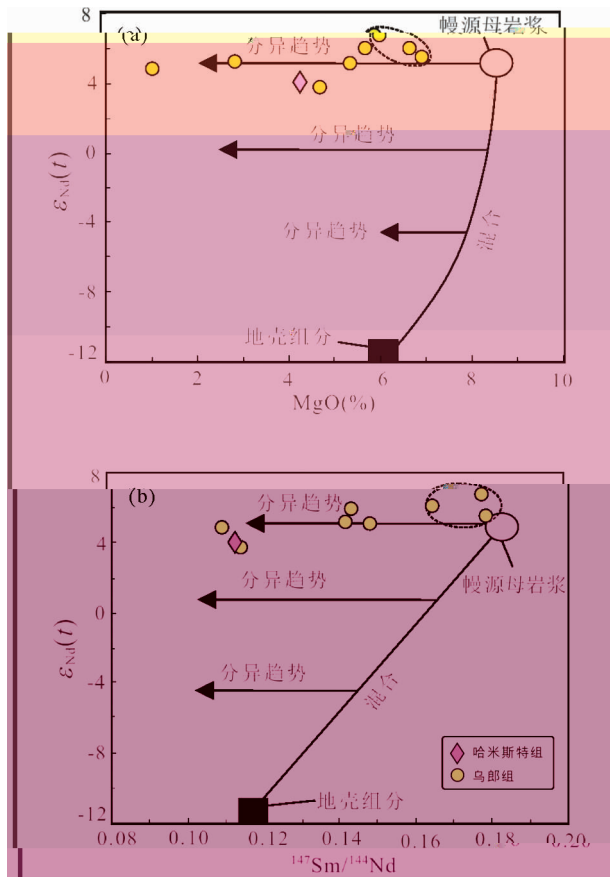 (a)
8
4
0
-4
-8
-12
εNd(t)
幔源母岩浆
分异趋势
分异趋势
分异趋势
混合
地壳组分
0 2 4 6 8 10
MgO(%)
(b)
8
4
0
-4
-8
-12
εNd(t)
分异趋势
幔源母岩浆
分异趋势
分异趋势
混合
地壳组分
哈米斯特组
乌郎组
0.08 0.10 0.12 0.14 0.16 0.18 0.20
¹⁴⁷Sm/¹⁴⁴Nd